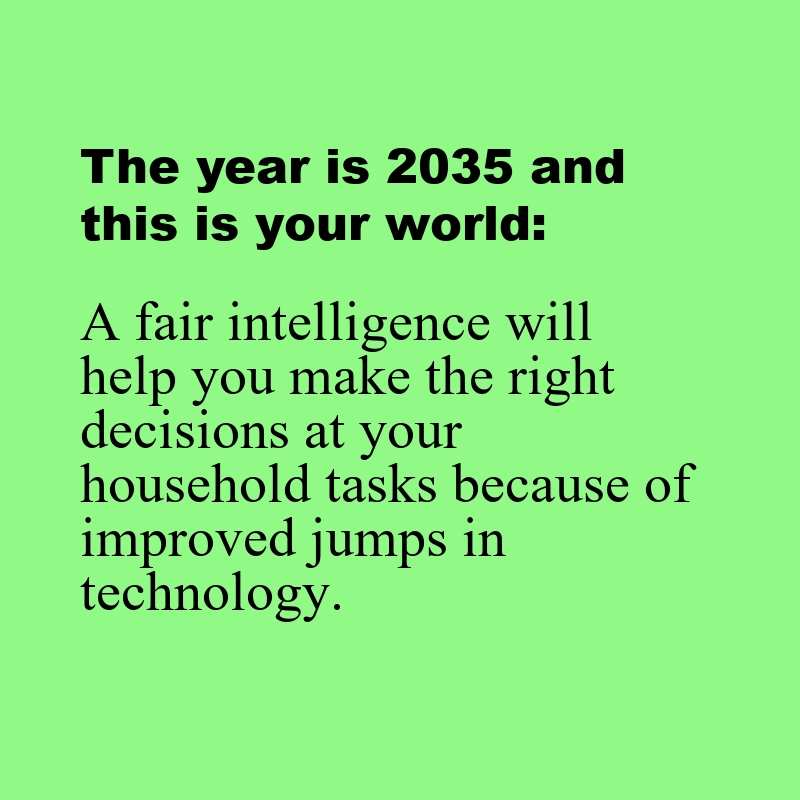 The year is 2035 and
this is your world:
A fair intelligence will
help you make the right
decisions at your
household tasks because of
improved jumps in
technology.